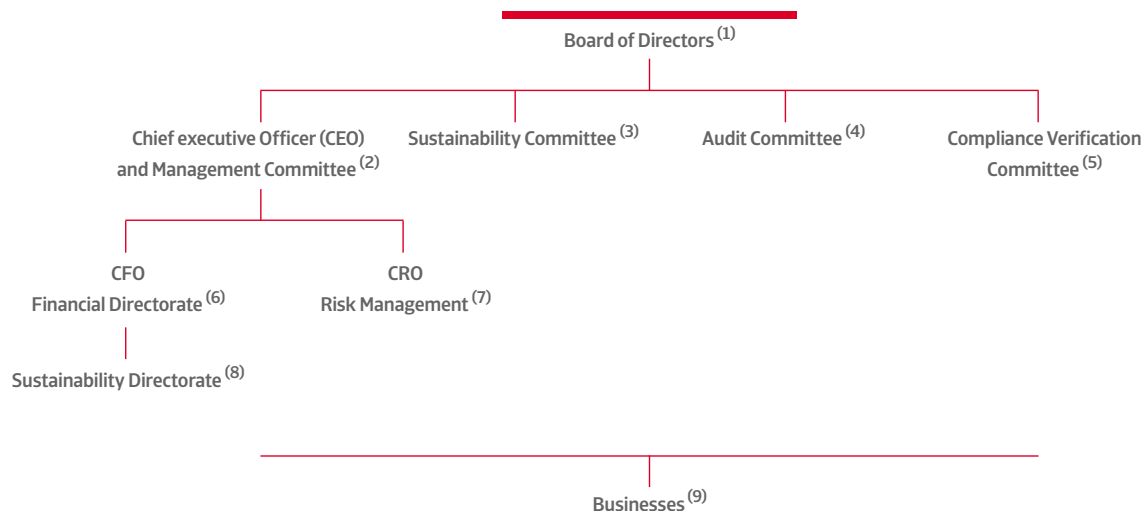 Board of Directors (1)
Chief executive Officer (CEO)
and Management Committee (2)
Sustainability Committee (3)
Audit Committee (4)
Compliance Verification
Committee (5)
CFO
Financial Directorate (6)
CRO
Risk Management (7)
Sustainability Directorate (8)
Businesses (9)